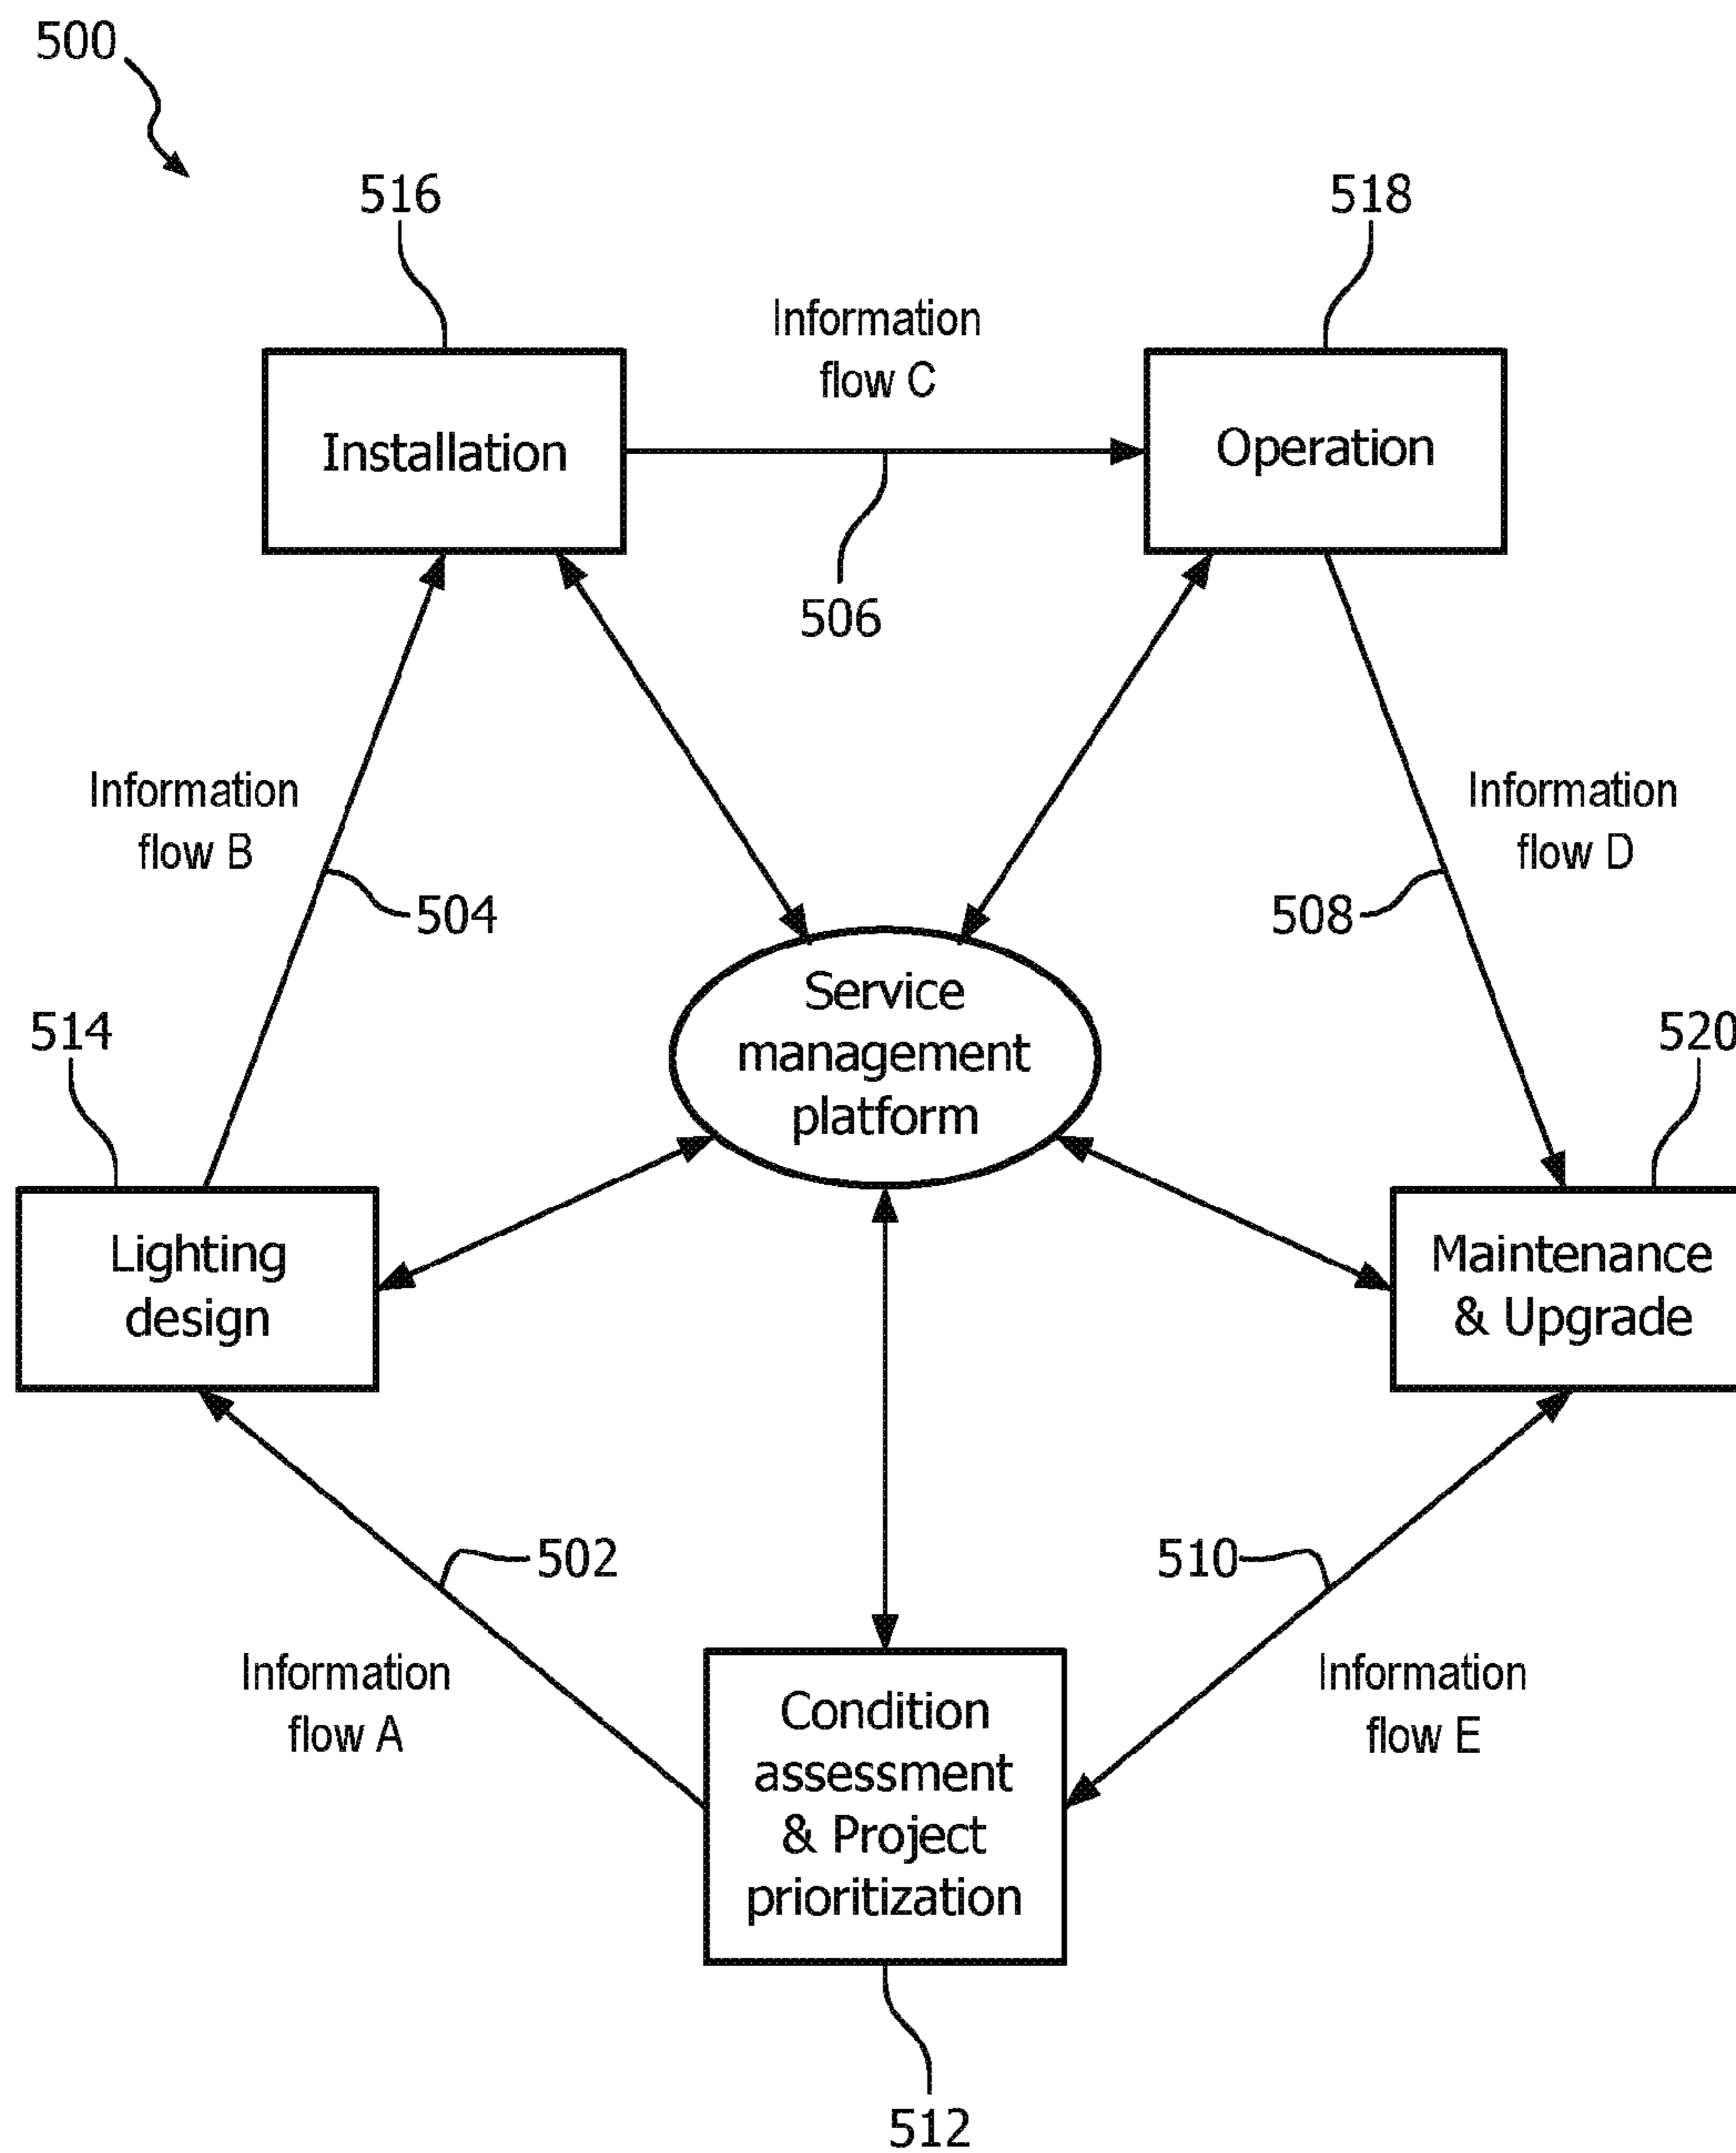 500
516
518
Information
flow C
Installation
Operation
506
Information
flow B
Information
flow D
504
508
Service
management
platform
514
520
Lighting
design
Maintenance
& Upgrade
502
510
Information
flow A
Information
flow E
Condition
assessment
& Project
prioritization
512